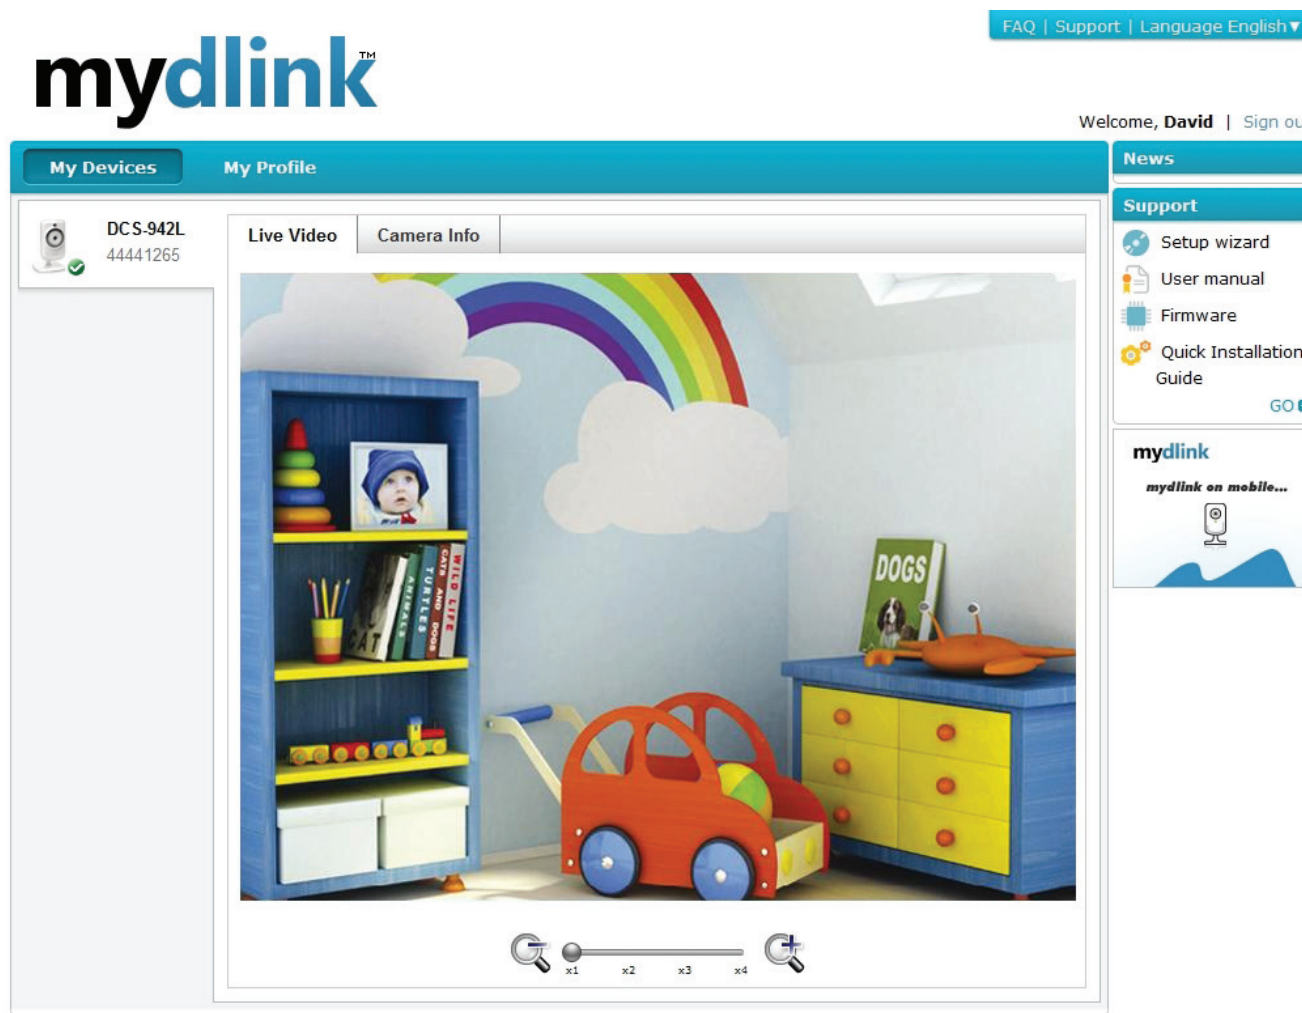 FAQ | Support | Language English▼
mydlink™
Welcome, David | Sign ou
My Devices
My Profile
News
DCS-942L
44441265
Live Video
Camera Info
Support
Setup wizard
User manual
Firmware
Quick Installation
Guide
GO
mydlink
mydlink on mobile...
DOGS
CAT
ANIMALS
TURTLES
CATS AND DOGS
WILD LIFE
x1 x2 x3 x4